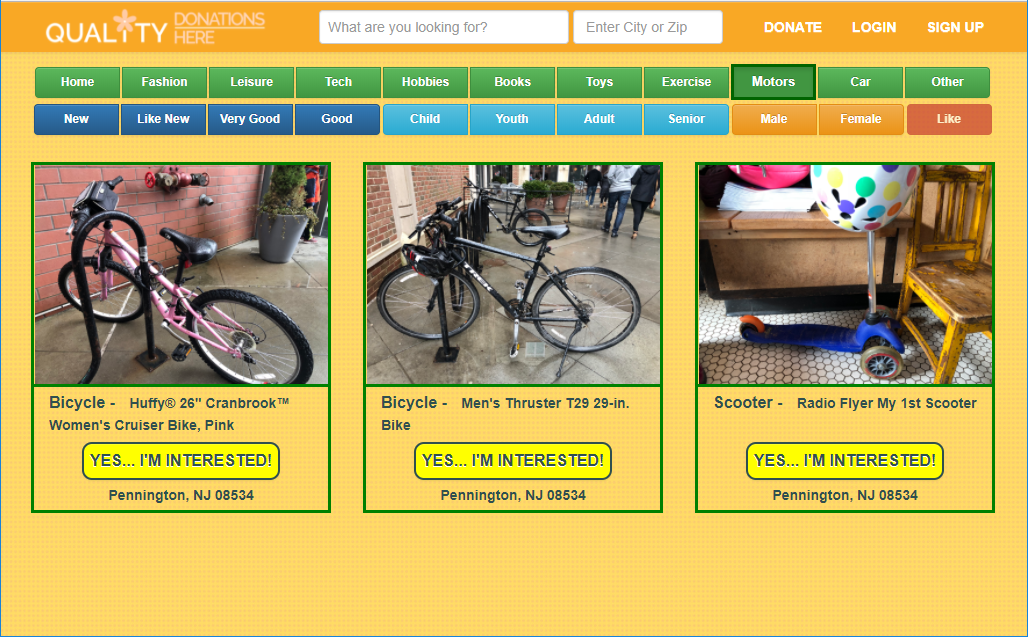 QUALITY DONATIONS HERE
What are you looking for?
Enter City or Zip
DONATE LOGIN SIGN UP
Home Fashion Leisure Tech Hobbies Books Toys Exercise Motors Car Other
New Like New Very Good Good Child Youth Adult Senior Male Female Like
TREK
Bicycle - Huffy® 26" Cranbrook™
Women's Cruiser Bike, Pink
YES... I'M INTERESTED!
Pennington, NJ 08534
Bicycle - Men's Thruster T29 29-in.
Bike
YES... I'M INTERESTED!
Pennington, NJ 08534
Scooter - Radio Flyer My 1st Scooter
YES... I'M INTERESTED!
Pennington, NJ 08534